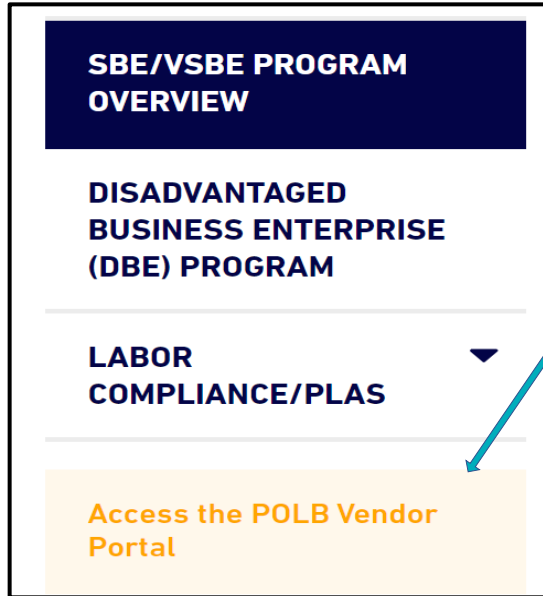 SBE/VSBE PROGRAM
OVERVIEW
DISADVANTAGED
BUSINESS ENTERPRISE
(DBE) PROGRAM
LABOR
COMPLIANCE/PLAS
Access the POLB Vendor
Portal